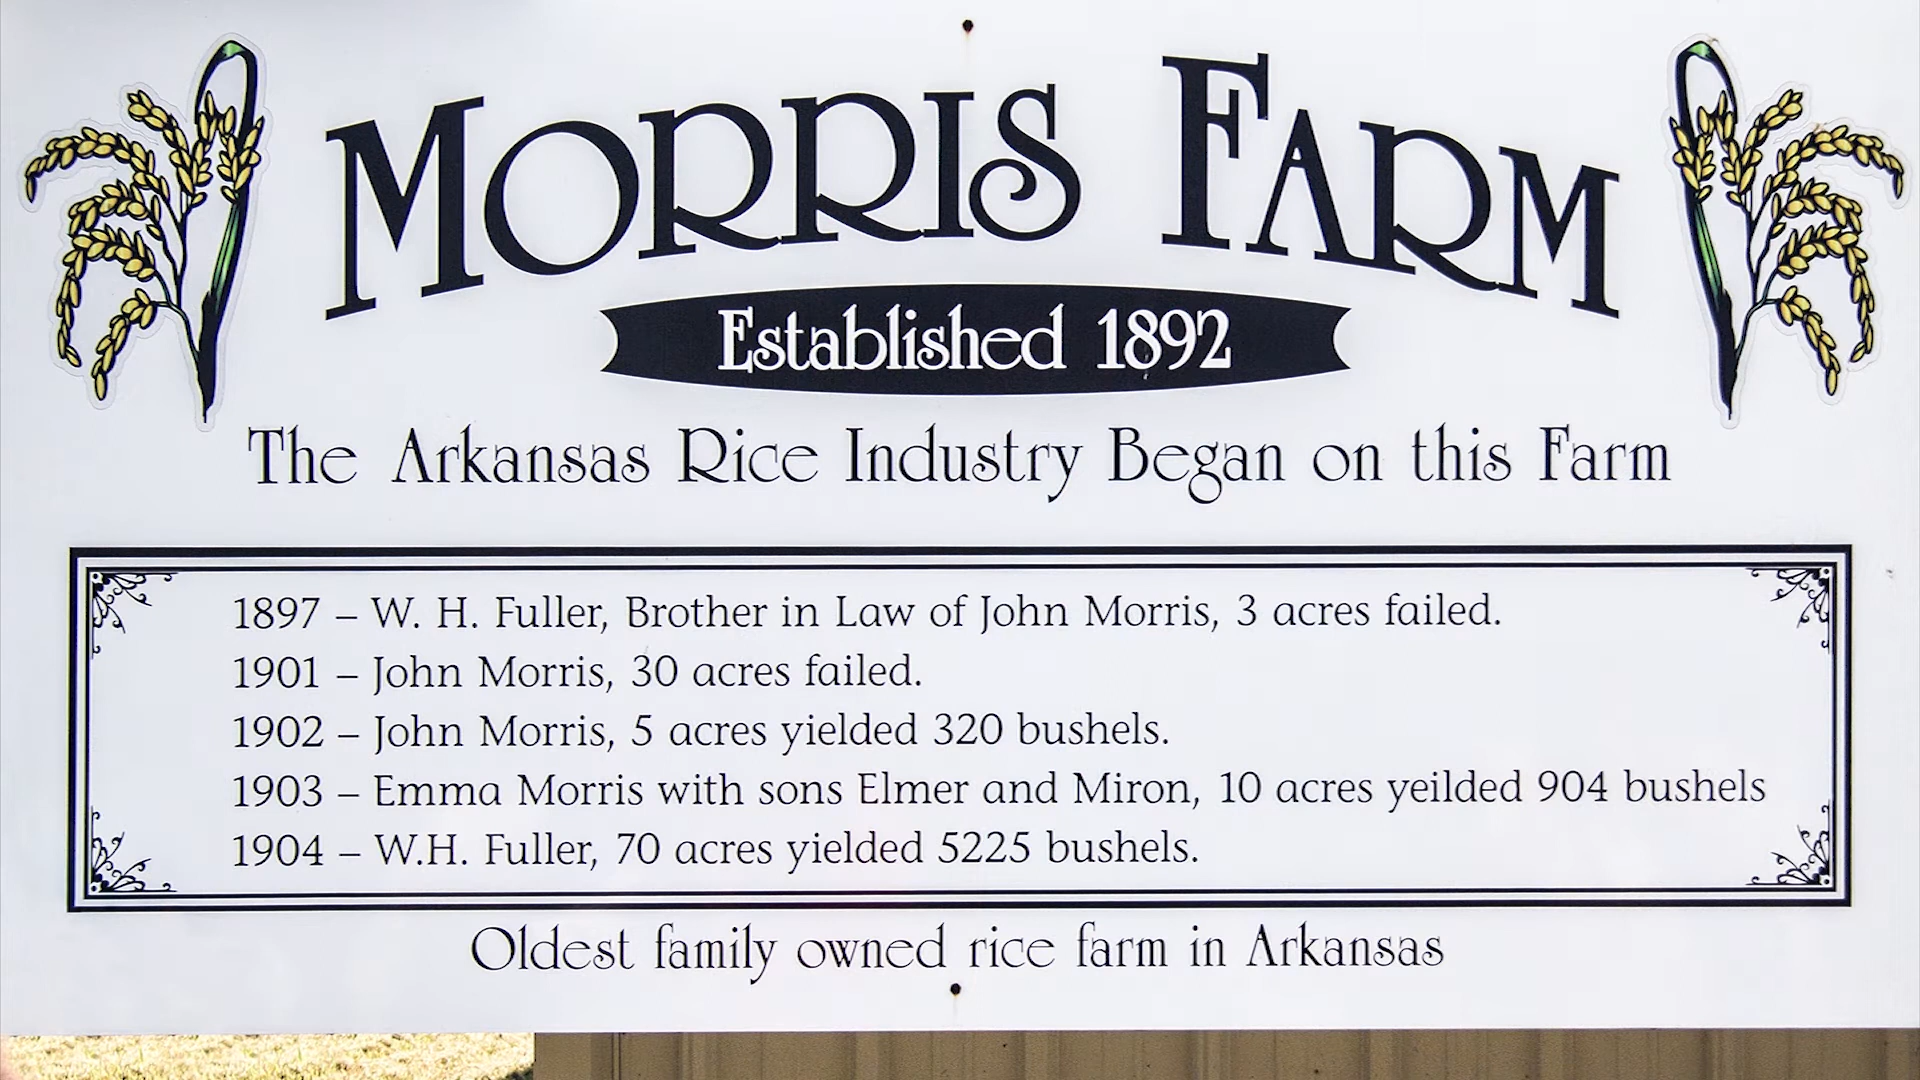 MORRIS FARM
Established 1892
The Arkansas Rice Industry Began on this Farm
1897 – W. H. Fuller, Brother in Law of John Morris, 3 acres failed.
1901 – John Morris, 30 acres failed.
1902 – John Morris, 5 acres yielded 320 bushels.
1903 – Emma Morris with sons Elmer and Miron, 10 acres yeilded 904 bushels
1904 – W.H. Fuller, 70 acres yielded 5225 bushels.
Oldest family owned rice farm in Arkansas